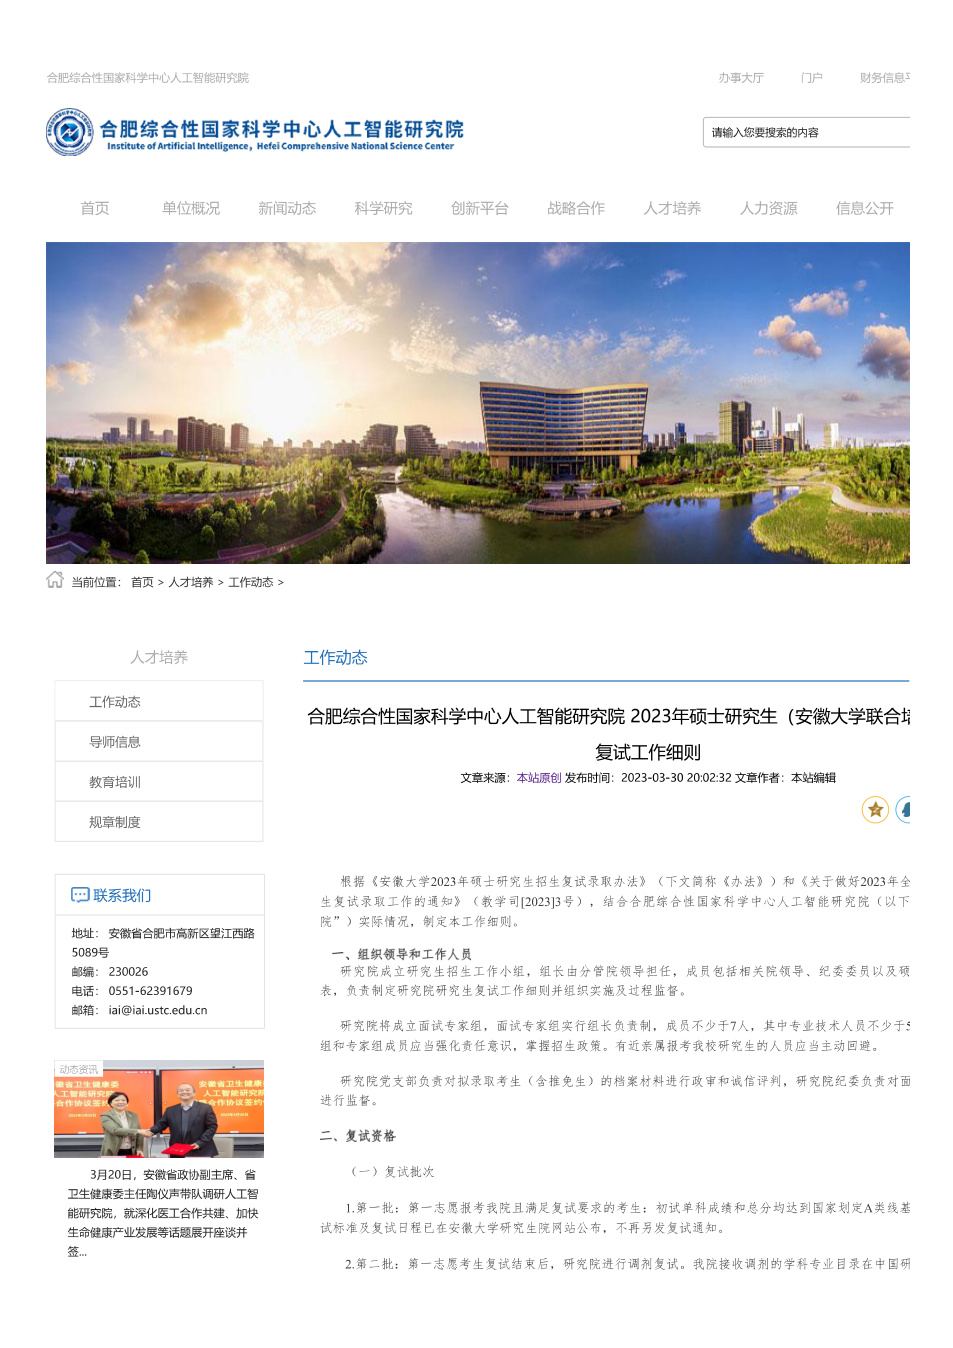 合肥综合性国家科学中心人工智能研究院
办事大厅 门户 财务信息
合肥综合性国家科学中心人工智能研究院
Institute of Artificial Intelligence, Hefei Comprehensive National Science Center
请输入您要搜索的内容
首页 单位概况 新闻动态 科学研究 创新平台 战略合作 人才培养 人力资源 信息公开
当前位置： 首页 > 人才培养 > 工作动态 >
人才培养
工作动态
导师信息
教育培训
规章制度
联系我们
地址： 安徽省合肥市高新区望江西路
5089号
邮编： 230026
电话： 0551-62391679
邮箱： iai@iai.ustc.edu.cn
动态资讯
3月20日，安徽省政协副主席、省
卫生健康委主任陶仪声带队调研人工智
能研究院，就深化医工合作共建、加快
生命健康产业发展等话题展开座谈并
签...
工作动态
合肥综合性国家科学中心人工智能研究院 2023年硕士研究生（安徽大学联合
复试工作细则
文章来源：本站原创 发布时间：2023-03-30 20:02:32 文章作者：本站编辑
根据《安徽大学2023年硕士研究生招生复试录取办法》（下文简称《办法》）和《关于做好2023年全
生复试录取工作的通知》（教学司[2023]3号），结合合肥综合性国家科学中心人工智能研究院（以下
院”）实际情况，制定本工作细则。
一、组织领导和工作人员
研究院成立研究生招生工作小组，组长由分管院领导担任，成员包括相关院领导、纪委委员以及硕
表，负责制定研究院研究生复试工作细则并组织实施及过程监督。
研究院将成立面试专家组，面试专家组实行组长负责制，成员不少于7人，其中专业技术人员不少于5
组和专家组成员应当强化责任意识，掌握招生政策。有近亲属报考我校研究生的人员应当主动回避。
研究院党支部负责对拟录取考生（含推免生）的档案材料进行政审和诚信评判，研究院纪委负责对面
进行监督。
二、复试资格
（一）复试批次
1.第一批：第一志愿报考我院且满足复试要求的考生：初试单科成绩和总分均达到国家划定A类线基
试标准及复试日程已在安徽大学研究生院网站公布，不再另发复试通知。
2.第二批：第一志愿考生复试结束后，研究院进行调剂复试。我院接收调剂的学科专业目录在中国研